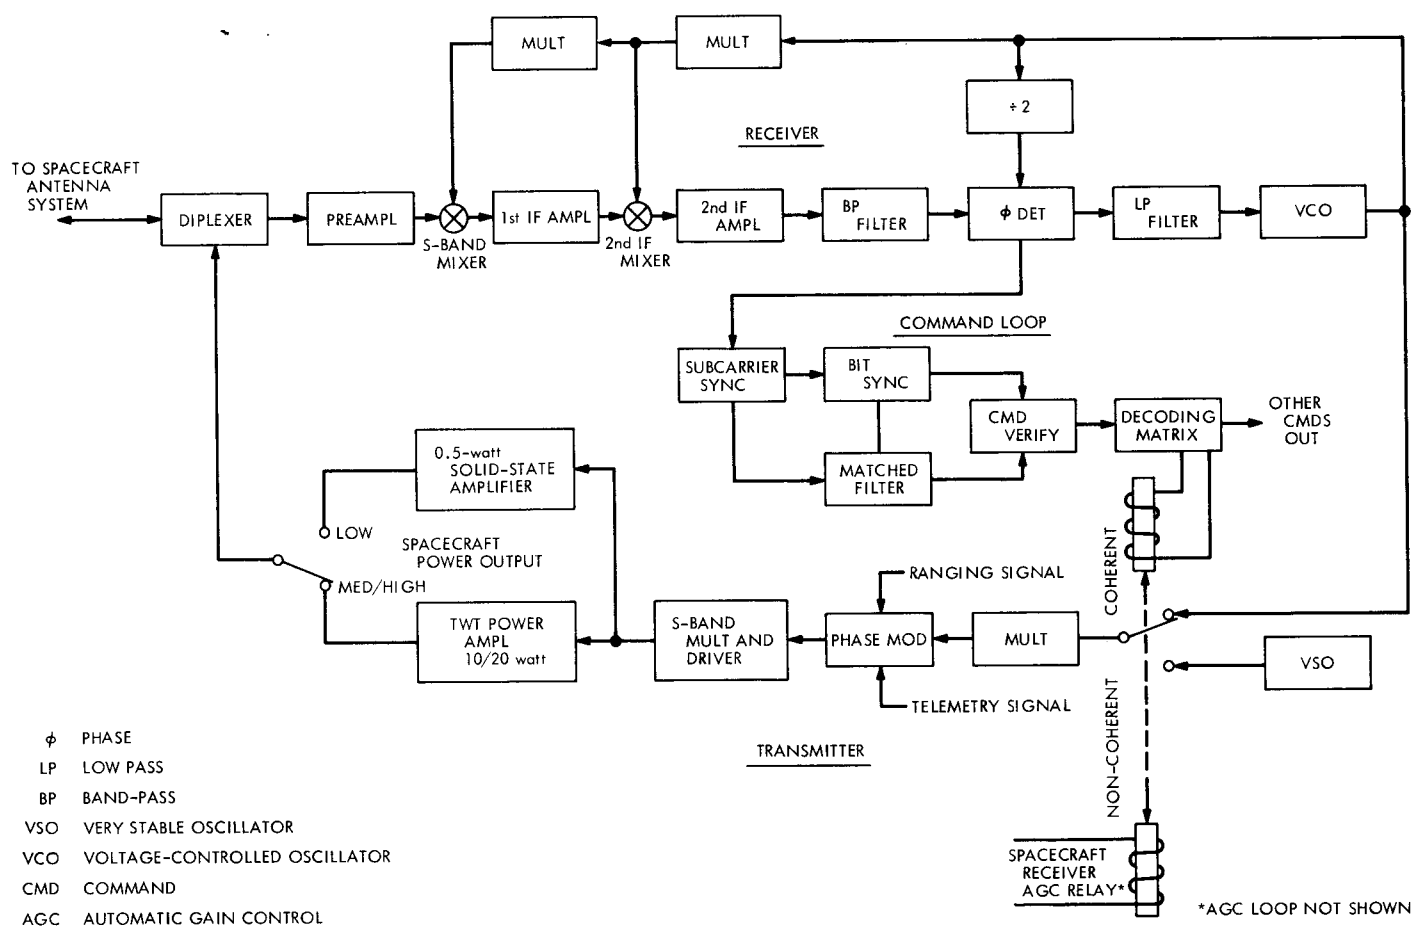 MULT
MULT
÷2
RECEIVER
TO SPACECRAFT
ANTENNA
SYSTEM
DIPLEXER
PREAMPL
S-BAND
MIXER
1st IF AMPL
2nd IF
MIXER
2nd IF
AMPL
BP
FILTER
ϕ DET
LP
FILTER
VCO
COMMAND LOOP
SUBCARRIER
SYNC
BIT
SYNC
MATCHED
FILTER
CMD
VERIFY
DECODING
MATRIX
OTHER
CMDS
OUT
0.5-watt
SOLID-STATE
AMPLIFIER
LOW
SPACECRAFT
POWER OUTPUT
MED/HIGH
TWT POWER
AMPL
10/20 watt
S-BAND
MULT AND
DRIVER
RANGING SIGNAL
PHASE MOD
TELEMETRY SIGNAL
MULT
COHERENT
NON-COHERENT
VSO
TRANSMITTER
SPACECRAFT
RECEIVER
AGC RELAY*
*AGC LOOP NOT SHOWN
ϕ PHASE
LP LOW PASS
BP BAND-PASS
VSO VERY STABLE OSCILLATOR
VCO VOLTAGE-CONTROLLED OSCILLATOR
CMD COMMAND
AGC AUTOMATIC GAIN CONTROL